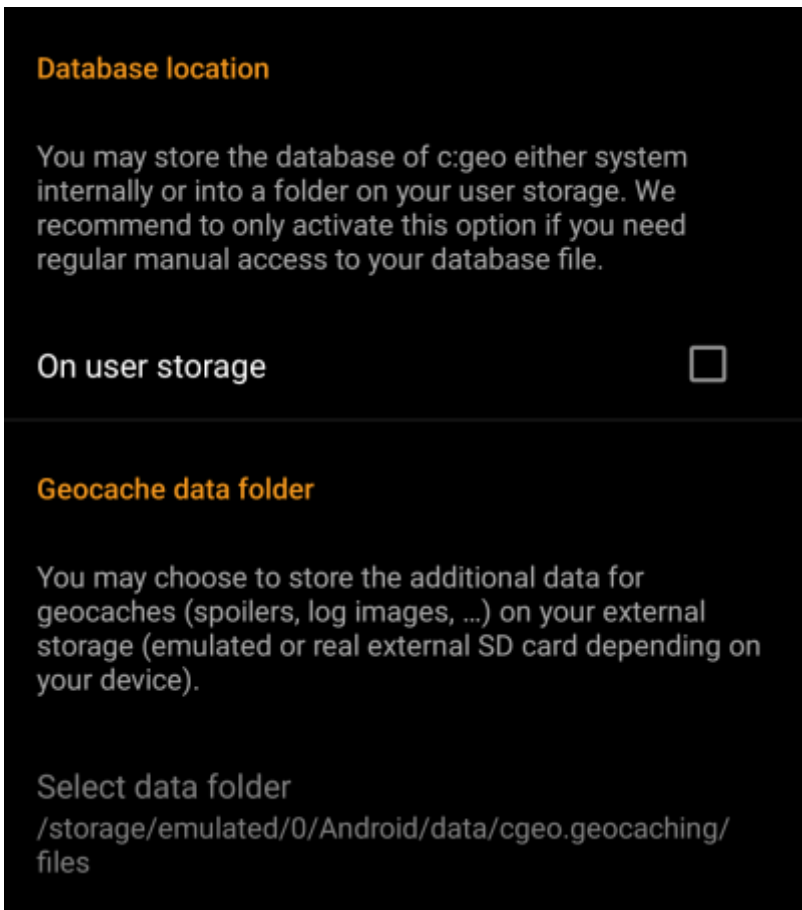 Database location
You may store the database of c:geo either system
internally or into a folder on your user storage. We
recommend to only activate this option if you need
regular manual access to your database file.
On user storage
Geocache data folder
You may choose to store the additional data for
geocaches (spoilers, log images, …) on your external
storage (emulated or real external SD card depending on
your device).
Select data folder
/storage/emulated/0/Android/data/cgeo.geocaching/
files